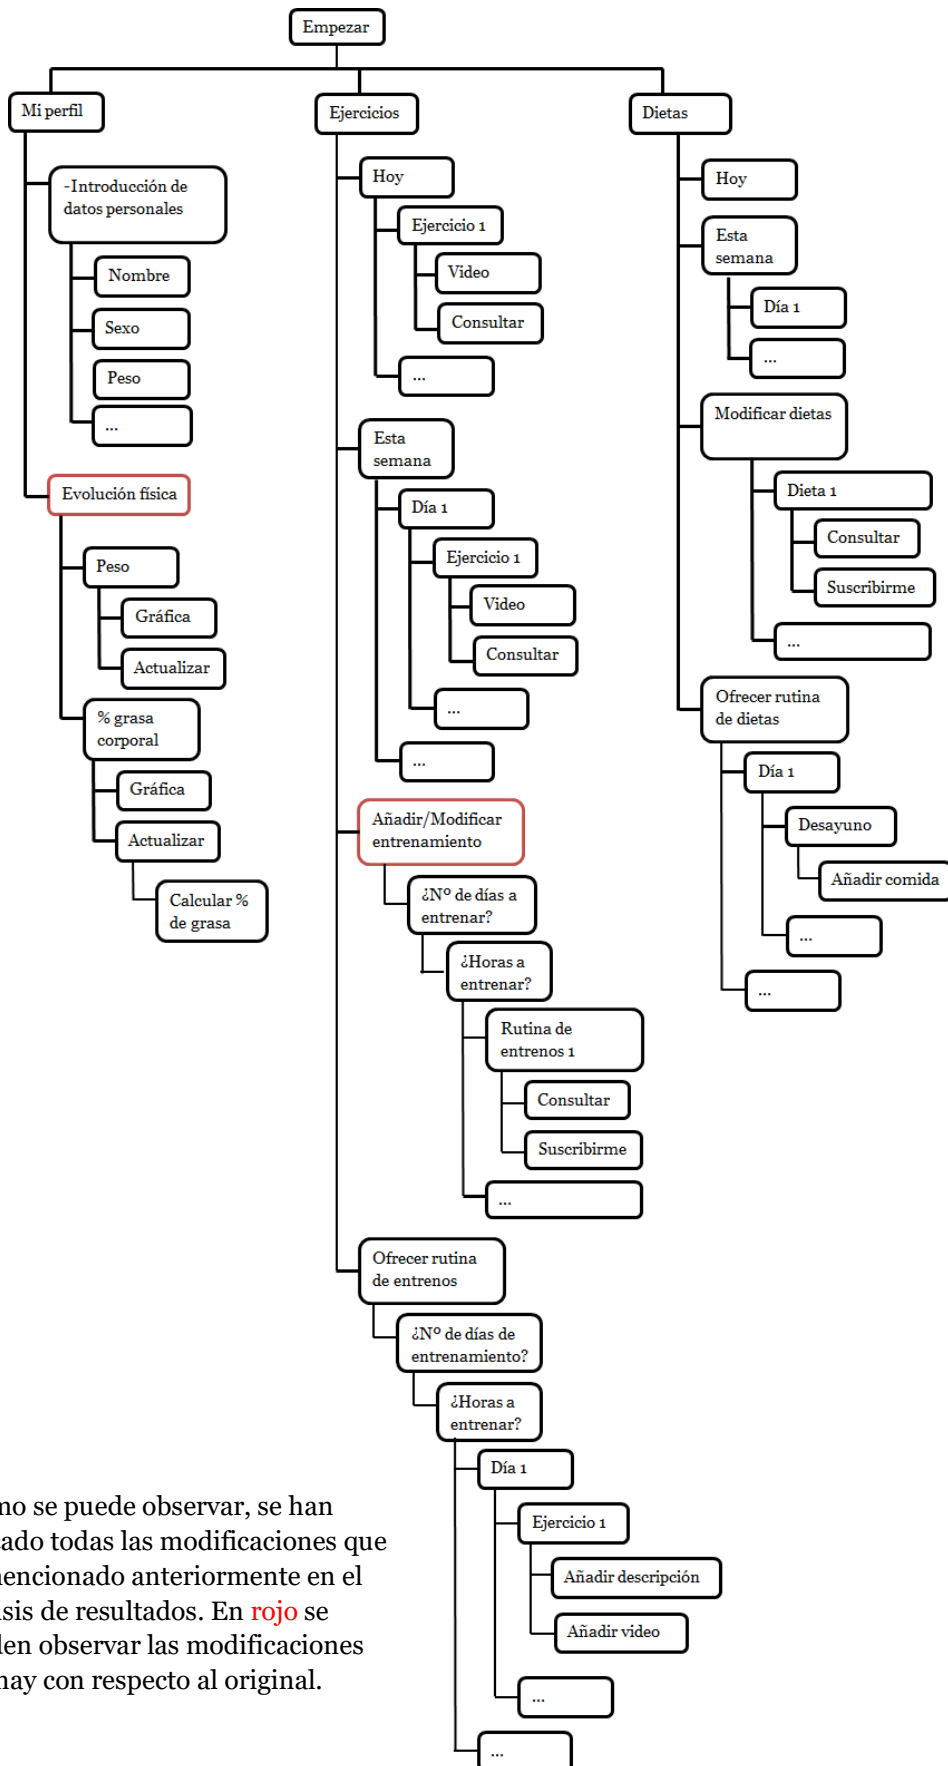 Empezar
Mi perfil
-Introducción de
datos personales
Nombre
Sexo
Peso
...
Evolución física
Peso
Gráfica
Actualizar
% grasa
corporal
Gráfica
Actualizar
Calcular %
de grasa
Ejercicios
Hoy
Ejercicio 1
Video
Consultar
...
Esta
semana
Día 1
Ejercicio 1
Video
Consultar
...
...
Añadir/Modificar
entrenamiento
¿Nº de días a
entrenar?
¿Horas a
entrenar?
Rutina de
entrenos 1
Consultar
Suscribirme
...
Ofrecer rutina
de entrenos
¿Nº de días de
entrenamiento?
¿Horas a
entrenar?
Día 1
Ejercicio 1
Añadir descripción
Añadir video
...
...
Dietas
Hoy
Esta
semana
Día 1
...
Modificar dietas
Dieta 1
Consultar
Suscribirme
...
Ofrecer rutina
de dietas
Día 1
Desayuno
Añadir comida
...
...
se puede observar, se han
todas las modificaciones que
anteriormente en el
de resultados. En rojo se
observar las modificaciones
con respecto al original.